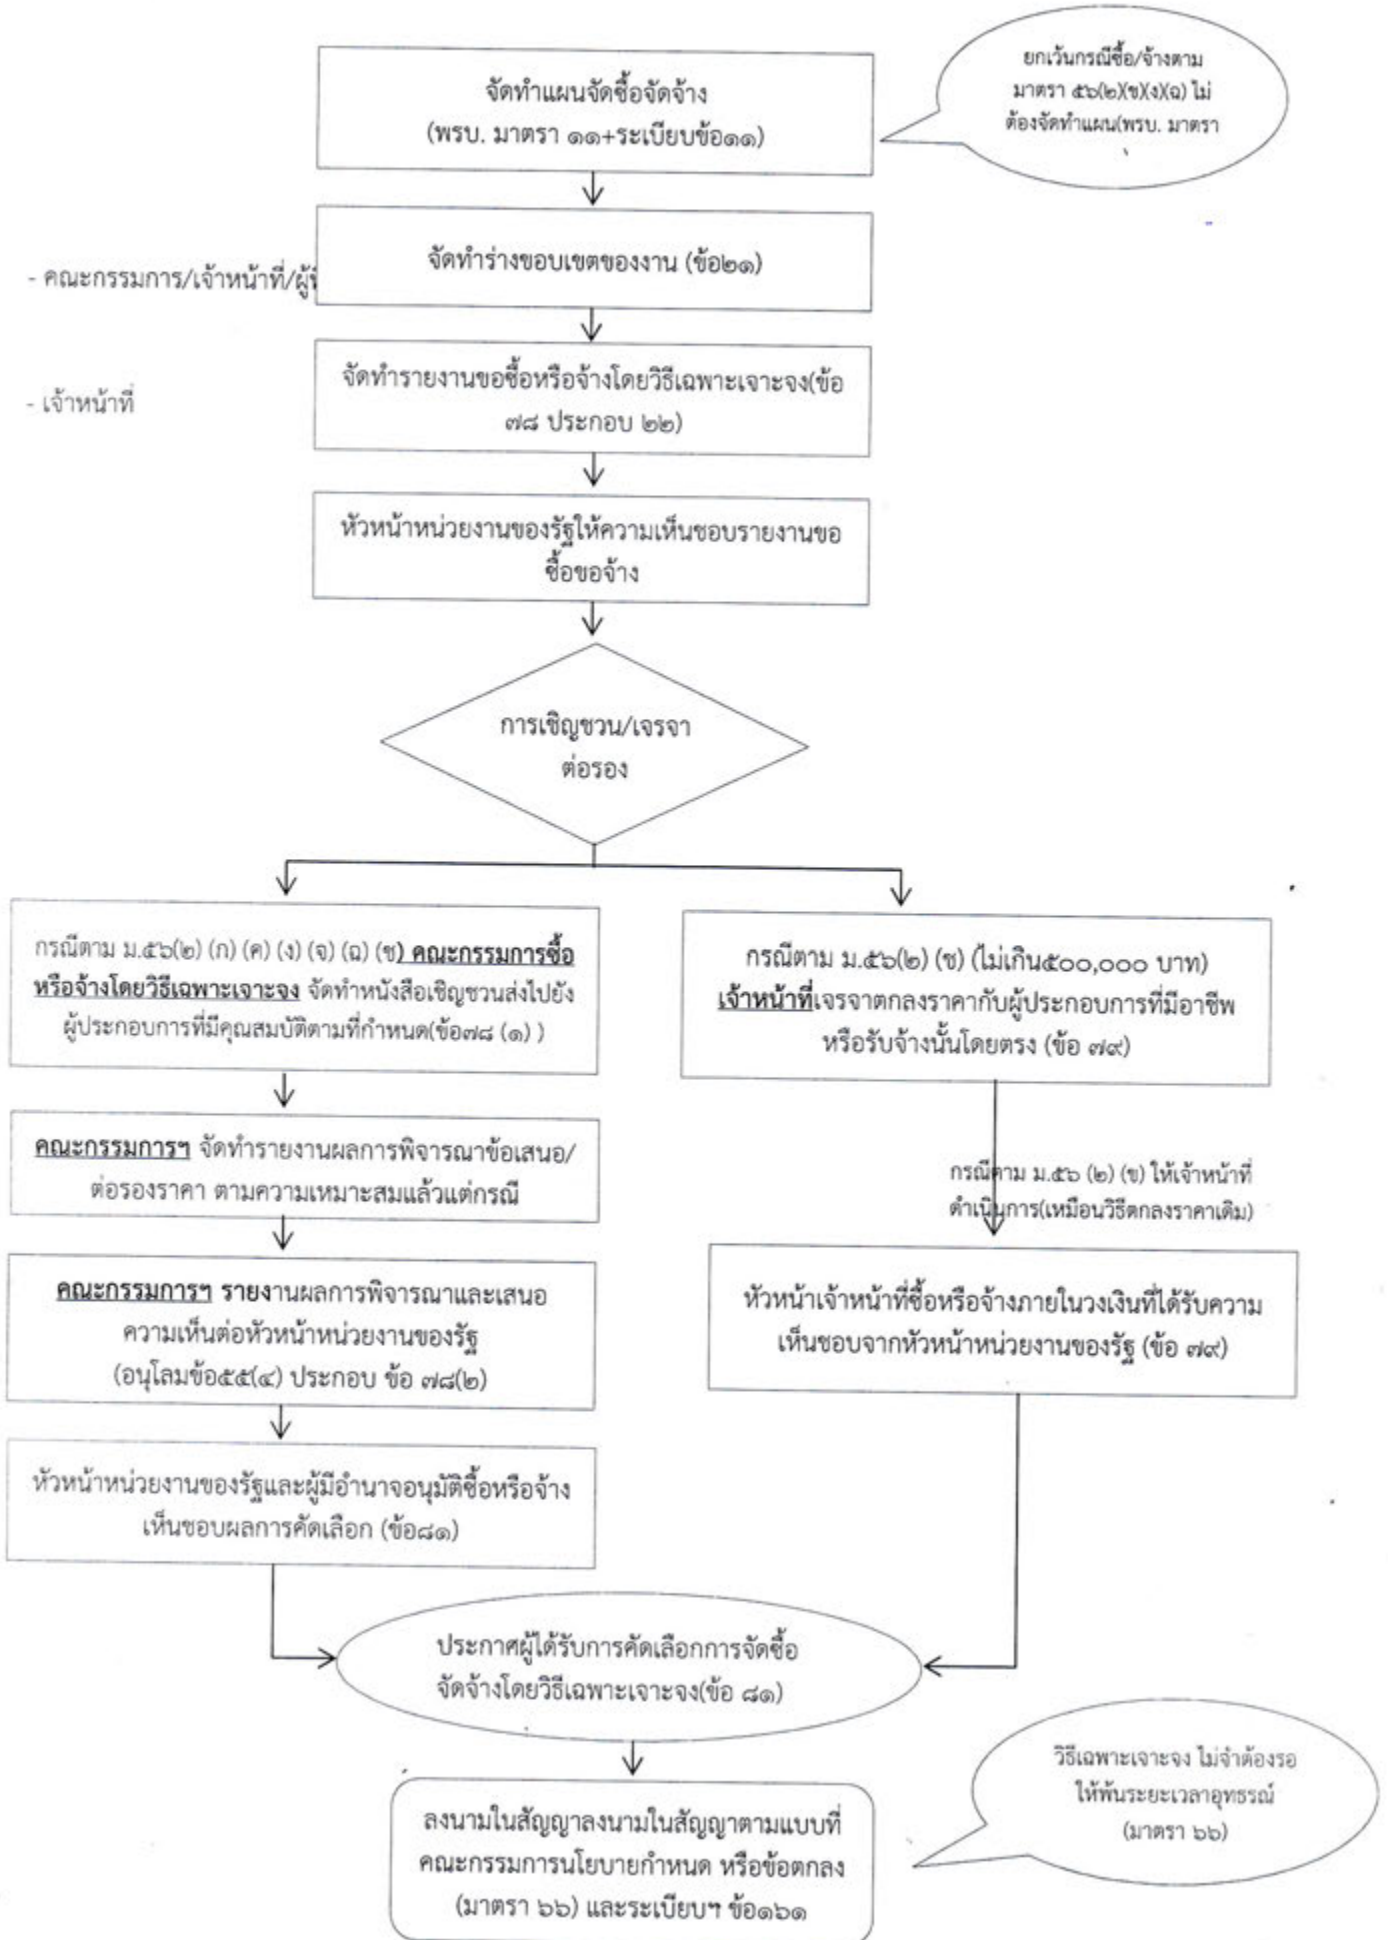 จัดทำแผนจัดซื้อจัดจ้าง
(พรบ. มาตรา ๑๑+ระเบียบข้อ๑๑)
ยกเว้นกรณีซื้อ/จ้างตาม
มาตรา ๕๖(๒)(ข)(ง)(ฉ) ไม่
ต้องจัดทำแผน(พรบ. มาตรา
- คณะกรรมการ/เจ้าหน้าที่/
จัดทำร่างขอบเขตของงาน (ข้อ๒๑)
- เจ้าหน้าที่
จัดทำรายงานขอซื้อหรือจ้างโดยวิธีเฉพาะเจาะจง(ข้อ
๗๘ ประกอบ ๒๒)
หัวหน้าหน่วยงานของรัฐให้ความเห็นชอบรายงานขอ
ซื้อขอจ้าง
การเชิญชวน/เจรจา
ต่อรอง
กรณีตาม ม.๕๖(๒) (ก) (ค) (ง) (จ) (ฉ) (ช) คณะกรรมการซื้อ
หรือจ้างโดยวิธีเฉพาะเจาะจง จัดทำหนังสือเชิญชวนส่งไปยัง
ผู้ประกอบการที่มีคุณสมบัติตามที่กำหนด(ข้อ๗๘ (๑) )
คณะกรรมการฯ จัดทำรายงานผลการพิจารณาข้อเสนอ/
ต่อรองราคา ตามความเหมาะสมแล้วแต่กรณี
คณะกรรมการฯ รายงานผลการพิจารณาและเสนอ
ความเห็นต่อหัวหน้าหน่วยงานของรัฐ
(อนุโลมข้อ๕๕(๔) ประกอบ ข้อ ๗๘(๒)
หัวหน้าหน่วยงานของรัฐและผู้มีอำนาจอนุมัติซื้อหรือจ้าง
เห็นชอบผลการคัดเลือก (ข้อ๘๑)
กรณีตาม ม.๕๖(๒) (ข) (ไม่เกิน๕๐๐,๐๐๐ บาท)
เจ้าหน้าที่เจรจาตกลงราคากับผู้ประกอบการที่มีอาชีพ
หรือรับจ้างนั้นโดยตรง (ข้อ ๗๙)
กรณีตาม ม.๕๖ (๒) (ข) ให้เจ้าหน้าที่
ดำเนินการ(เหมือนวิธีตกลงราคาเดิม)
หัวหน้าเจ้าหน้าที่ซื้อหรือจ้างภายในวงเงินที่ได้รับความ
เห็นชอบจากหัวหน้าหน่วยงานของรัฐ (ข้อ ๗๙)
ประกาศผู้ได้รับการคัดเลือกการจัดซื้อ
จัดจ้างโดยวิธีเฉพาะเจาะจง(ข้อ ๘๑)
วิธีเฉพาะเจาะจง ไม่จำต้องรอ
ให้พ้นระยะเวลาอุทธรณ์
(มาตรา ๖๖)
ลงนามในสัญญาลงนามในสัญญาตามแบบที่
คณะกรรมการนโยบายกำหนด หรือข้อตกลง
(มาตรา ๖๖) และระเบียบฯ ข้อ๑๖๑